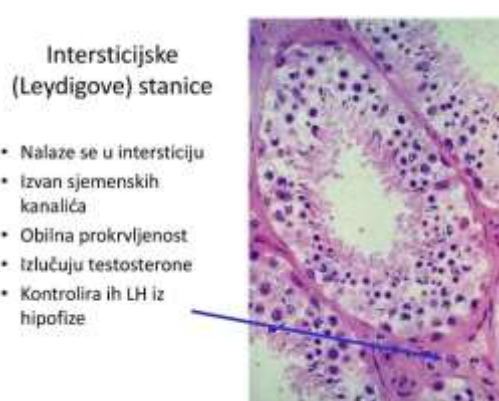 Intersticijske
(Leydigove) stanice
• Nalaze se u intersticiju
• Izvan sjemenskih
kanalića
• Obilna prokrvljenost
• Izlučuju testosterone
• Kontrolira ih LH iz
hipofize